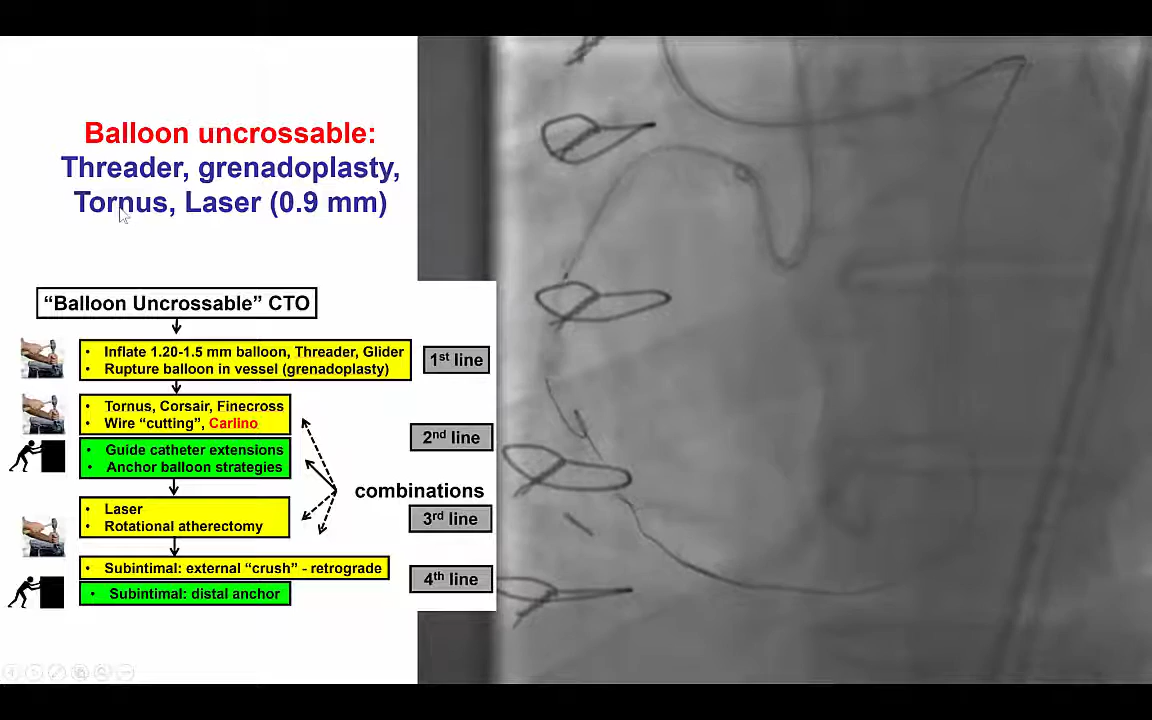 Balloon uncrossable:
Threader, grenadoplasty,
Tornus, Laser (0.9 mm)
“Balloon Uncrossable” CTO
• Inflate 1.20-1.5 mm balloon, Threader, Glider
• Rupture balloon in vessel (grenadoplasty)
1st line
• Tornus, Corsair, Finecross
• Wire “cutting”, Carlino
2nd line
• Guide catheter extensions
• Anchor balloon strategies
combinations
• Laser
• Rotational atherectomy
3rd line
• Subintimal: external “crush” - retrograde
4th line
• Subintimal: distal anchor